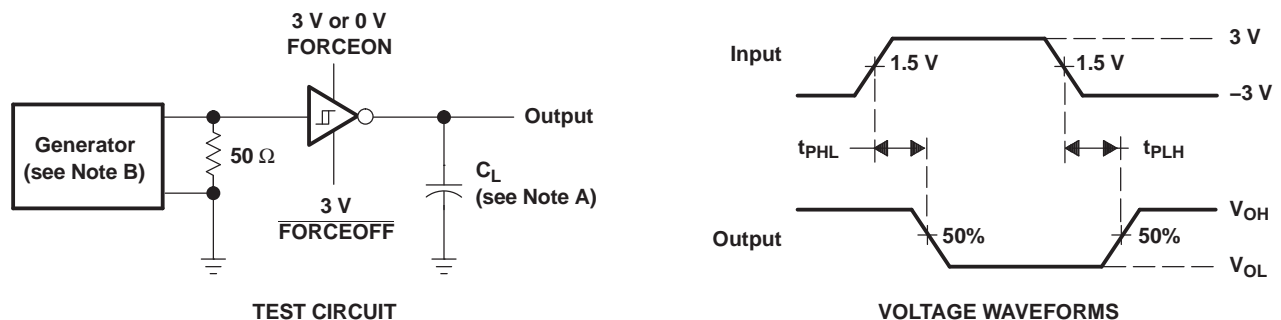 3 V or 0 V
FORCEON
Generator
(see Note B)
50 Ω
Output
C_L
(see Note A)
3 V
FORCEOFF
TEST CIRCUIT
Input
3 V
1.5 V
1.5 V
–3 V
t_PHL
t_PLH
Output
50%
50%
V_OH
V_OL
VOLTAGE WAVEFORMS